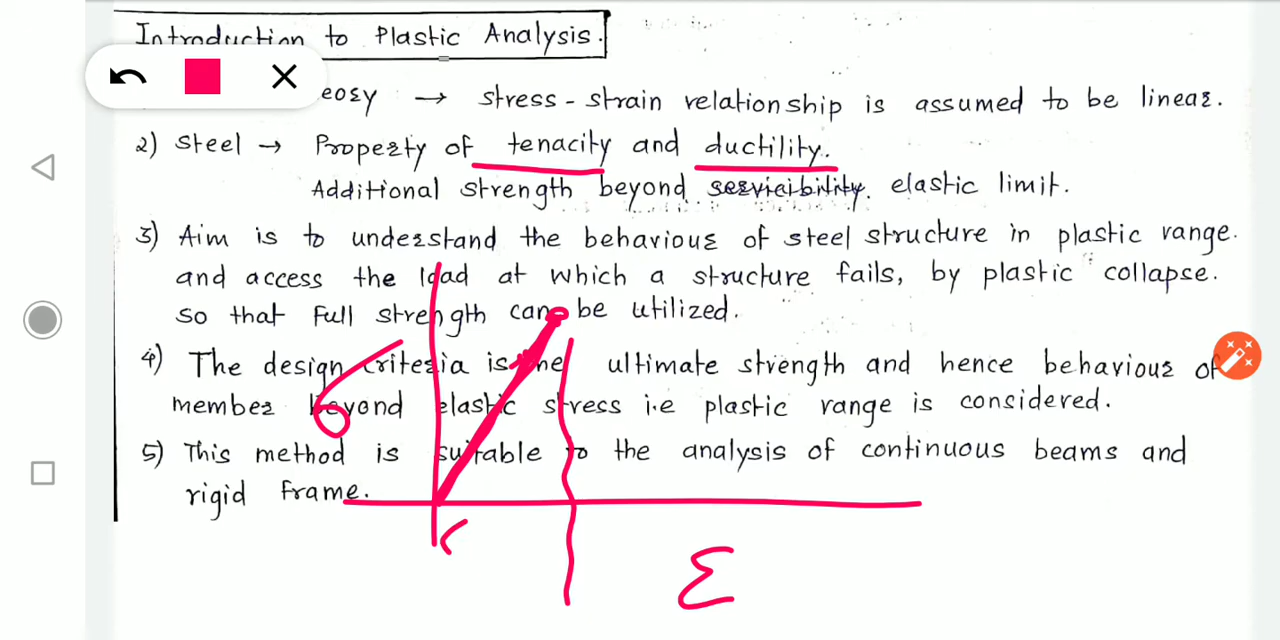 Introduction to Plastic Analysis.
eory → stress - strain relationship is assumed to be linear.
2) Steel → Property of tenacity and ductility.
Additional strength beyond servicibility. elastic limit.
3) Aim is to understand the behaviour of steel structure in plastic range.
and access the load at which a structure fails, by plastic collapse.
so that Full strength can be utilized.
4) The design criteria is the ultimate strength and hence behaviour of
member beyond elastic stress i.e plastic range is considered.
5) This method is suitable to the analysis of continuous beams and
rigid frame.
σ
ε